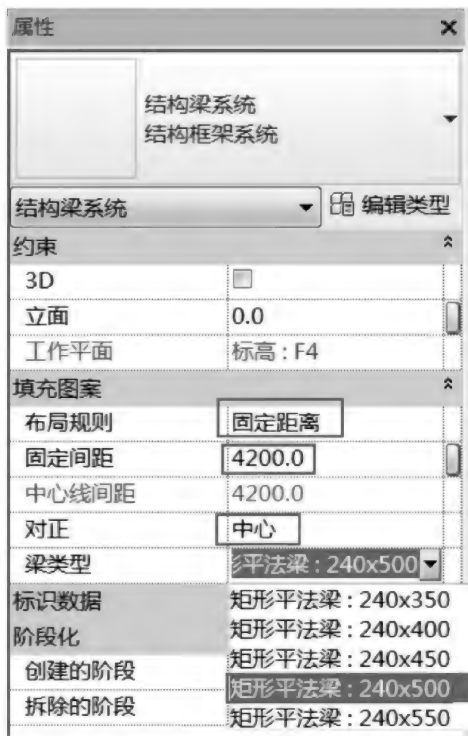 属性
结构梁系统
结构框架系统
结构梁系统 编辑类型
约束
3D
立面 0.0
工作平面 标高 : F4
填充图案
布局规则 固定距离
固定间距 4200.0
中心线间距 4200.0
对正 中心
梁类型 形平法梁 : 240x500
标识数据 矩形平法梁 : 240x350
阶段化 矩形平法梁 : 240x400
矩形平法梁 : 240x450
创建的阶段 矩形平法梁 : 240x500
拆除的阶段 矩形平法梁 : 240x550